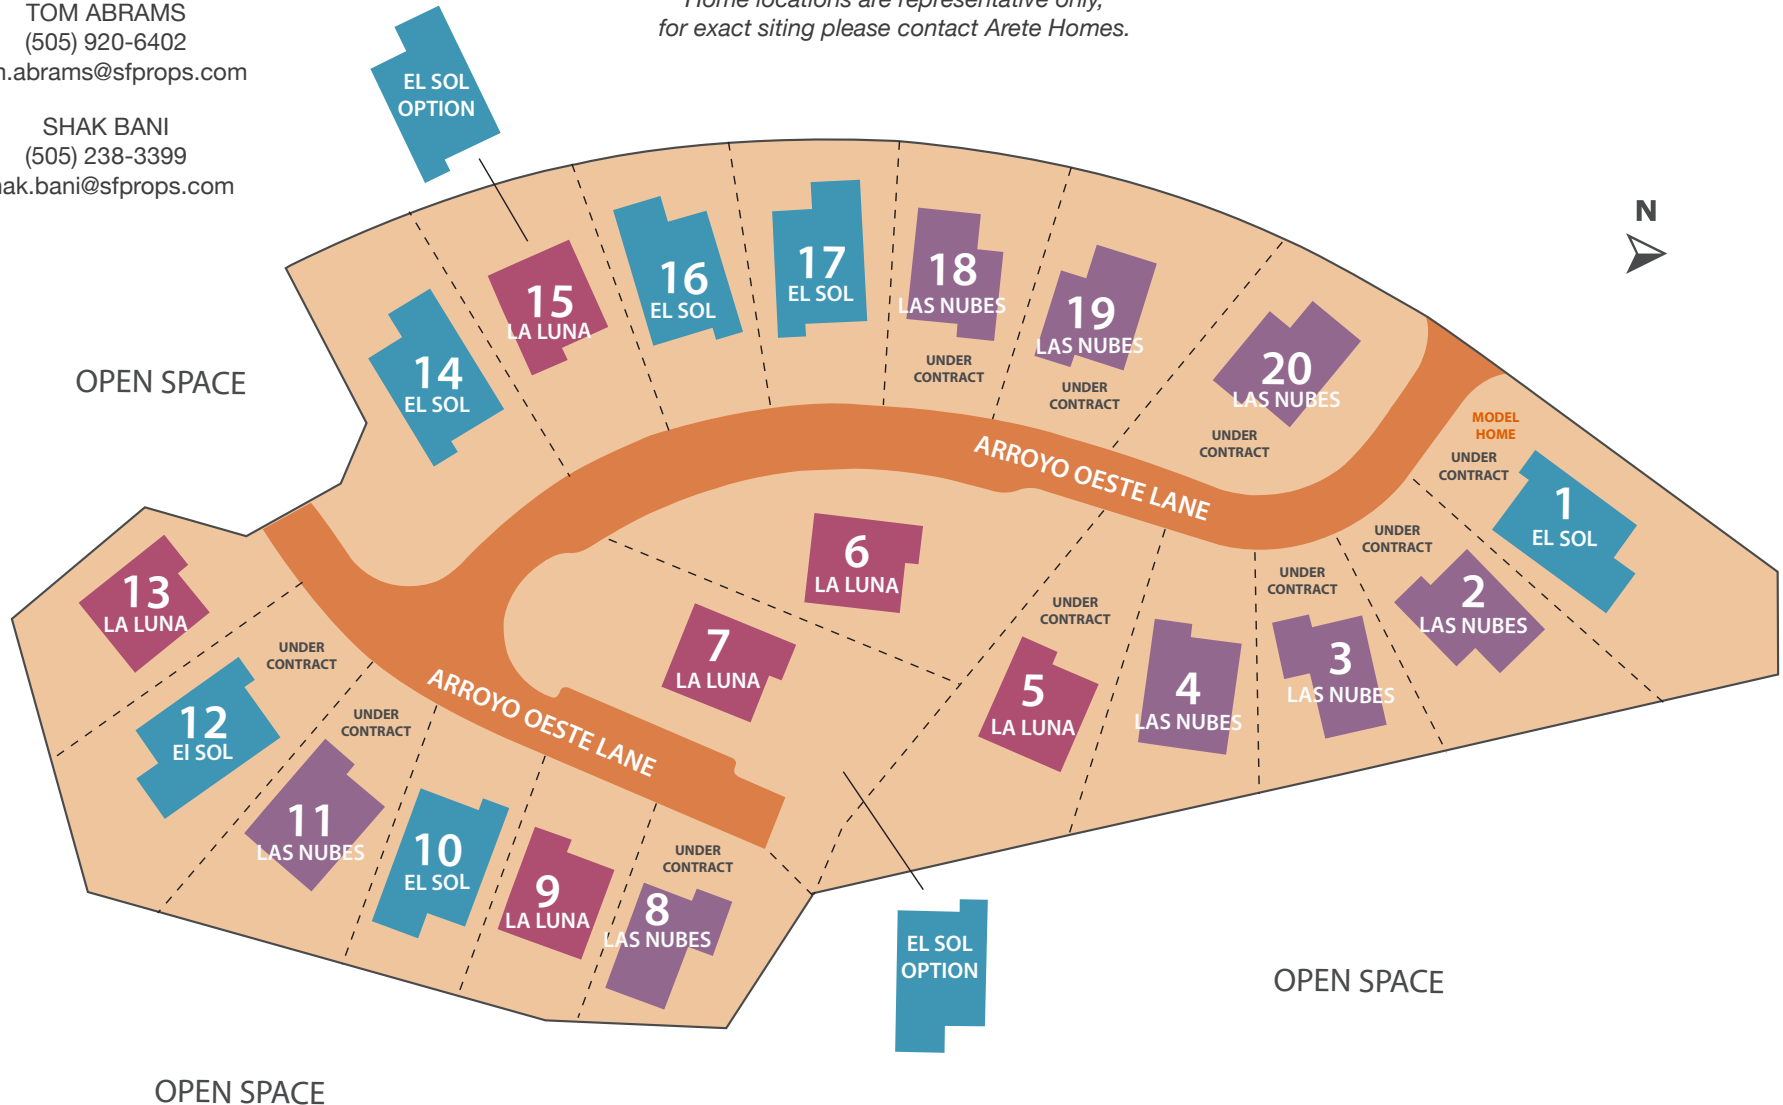 TOM ABRAMS
(505) 920-6402
m.abrams@sfprops.com
SHAK BANI
(505) 238-3399
hak.bani@sfprops.com
Home locations are representative only,
for exact siting please contact Arete Homes.
EL SOL
OPTION
N
OPEN SPACE
14
EL SOL
15
LA LUNA
16
EL SOL
17
EL SOL
18
LAS NUBES
UNDER
CONTRACT
19
LAS NUBES
UNDER
CONTRACT
20
LAS NUBES
UNDER
CONTRACT
MODEL
HOME
UNDER
CONTRACT
1
EL SOL
ARROYO OESTE LANE
UNDER
CONTRACT
2
LAS NUBES
UNDER
CONTRACT
3
LAS NUBES
4
LAS NUBES
UNDER
CONTRACT
5
LA LUNA
6
LA LUNA
7
LA LUNA
13
LA LUNA
UNDER
CONTRACT
12
El SOL
UNDER
CONTRACT
11
LAS NUBES
ARROYO OESTE LANE
10
EL SOL
9
LA LUNA
UNDER
CONTRACT
8
LAS NUBES
EL SOL
OPTION
OPEN SPACE
OPEN SPACE